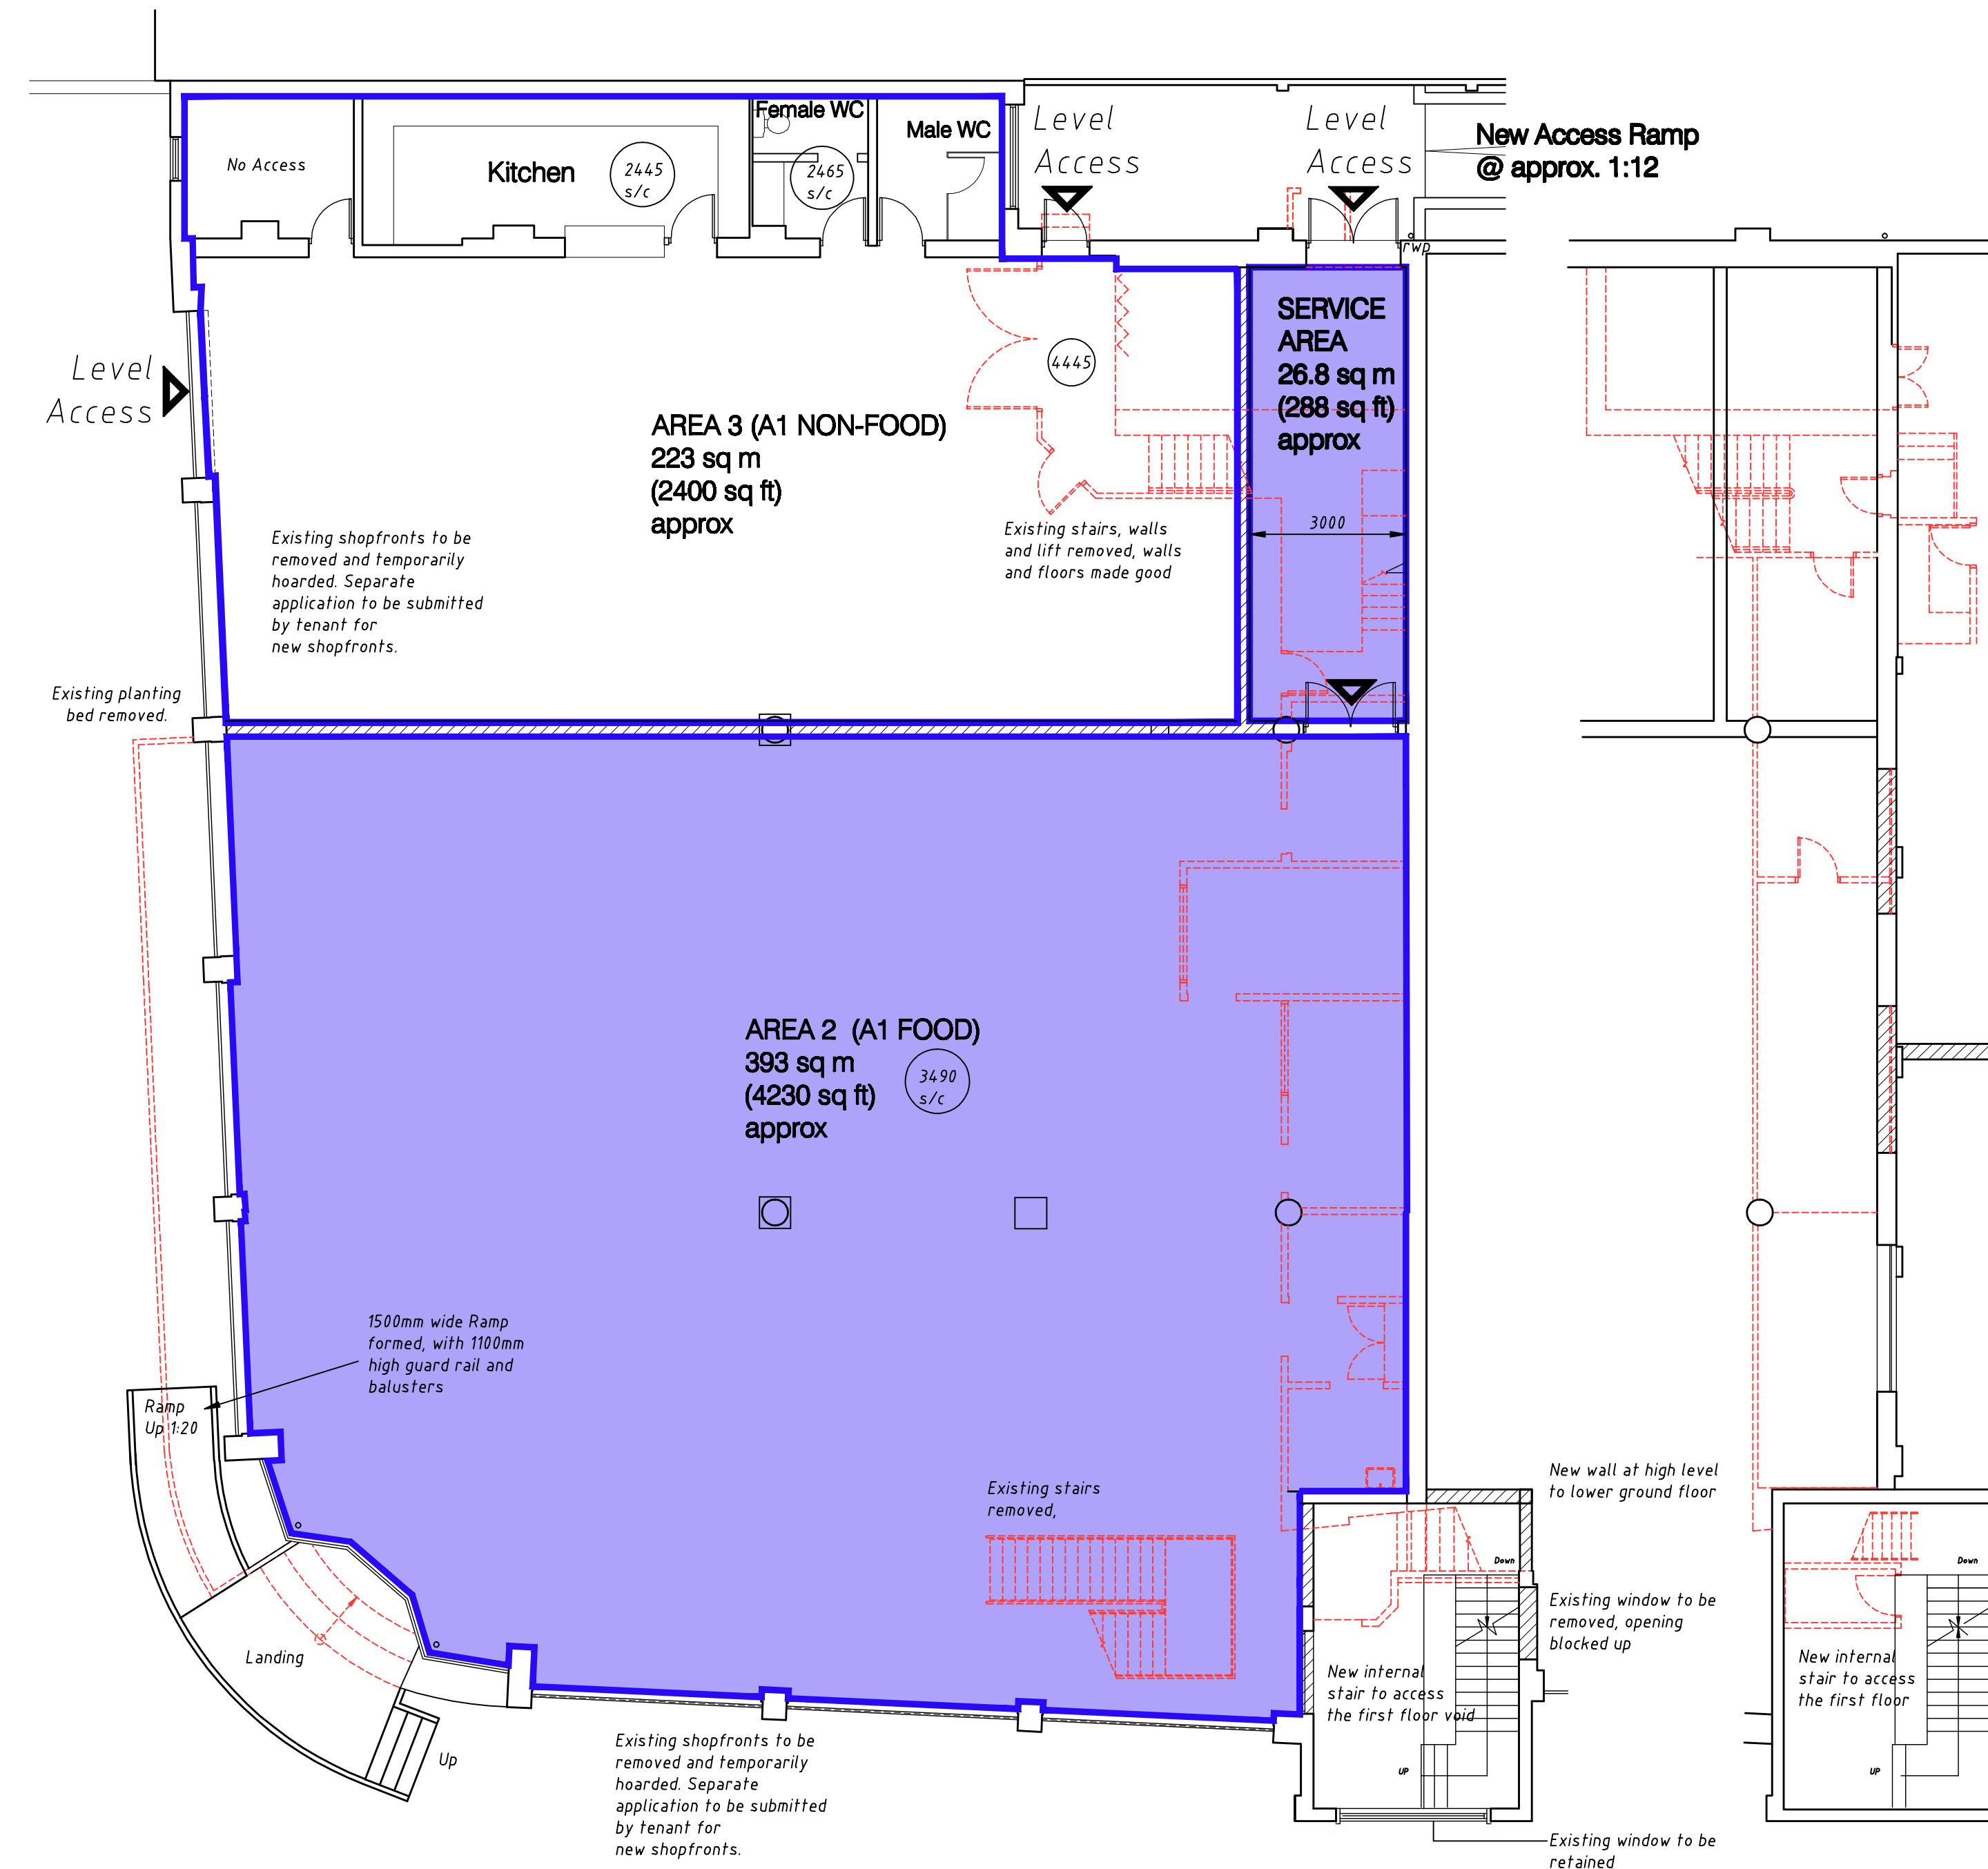 Female WC
Male WC
Level
Access
Level
Access
New Access Ramp
@ approx. 1:12
No Access
Kitchen
2445
s/c
2465
s/c
rwp
SERVICE
AREA
26.8 sq m
(288 sq ft)
approx
Level
Access
4445
AREA 3 (A1 NON-FOOD)
223 sq m
(2400 sq ft)
approx
3000
Existing shopfronts to be
removed and temporarily
hoarded. Separate
application to be submitted
by tenant for
new shopfronts.
Existing stairs, walls
and lift removed, walls
and floors made good
Existing planting
bed removed.
AREA 2 (A1 FOOD)
393 sq m
(4230 sq ft)
approx
3490
s/c
1500mm wide Ramp
formed, with 1100mm
high guard rail and
balusters
Ramp
Up 1:20
Existing stairs
removed,
New wall at high level
to lower ground floor
Down
Down
Existing window to be
removed, opening
blocked up
Landing
New internal
stair to access
the first floor void
New internal
stair to access
the first floor
Up
UP
UP
Existing shopfronts to be
removed and temporarily
hoarded. Separate
application to be submitted
by tenant for
new shopfronts.
Existing window to be
retained